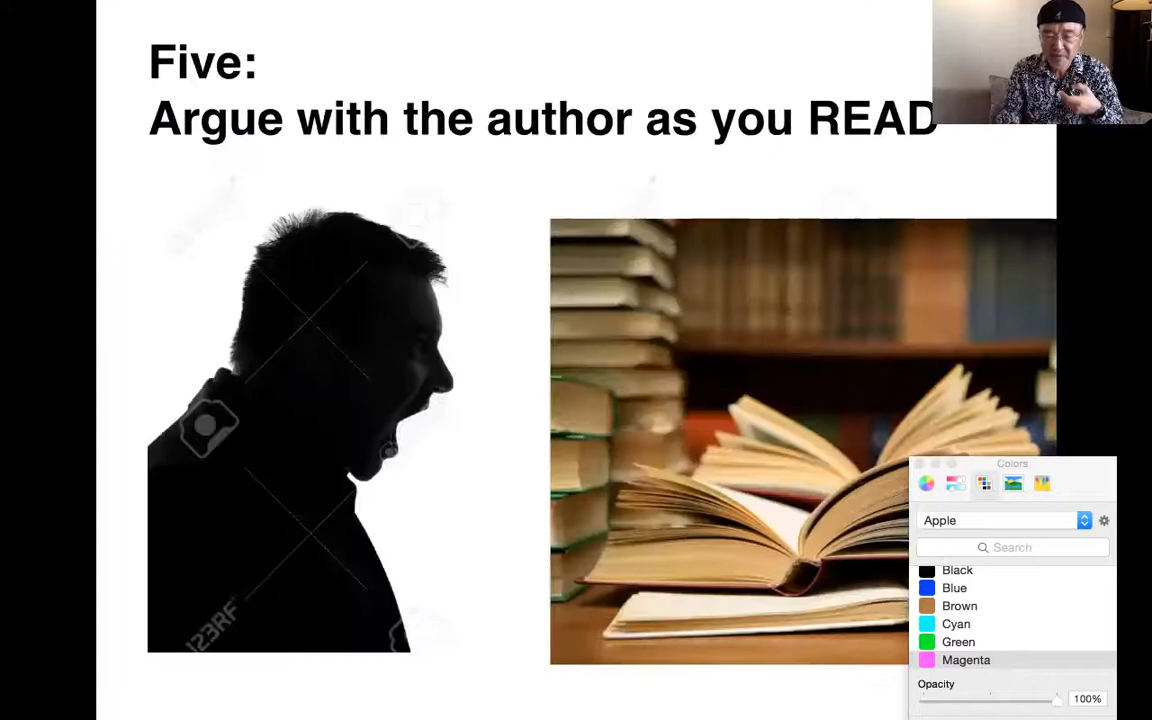 Five:
Argue with the author as you READ
123RF
Colors
Apple
Search
Black
Blue
Brown
Cyan
Green
Magenta
Opacity
100%